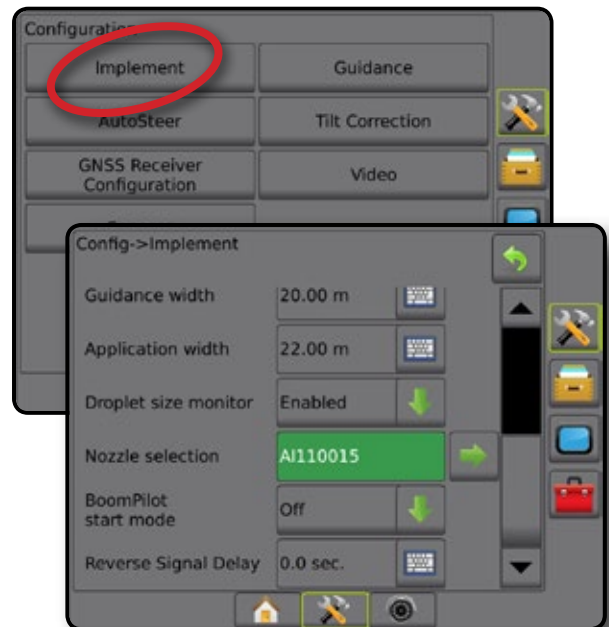 Configuration
Implement
Guidance
AutoSteer
Tilt Correction
GNSS Receiver
Configuration
Video
Config->Implement
Guidance width
20.00 m
Application width
22.00 m
Droplet size monitor
Enabled
Nozzle selection
AI110015
BoomPilot
start mode
Off
Reverse Signal Delay
0.0 sec.